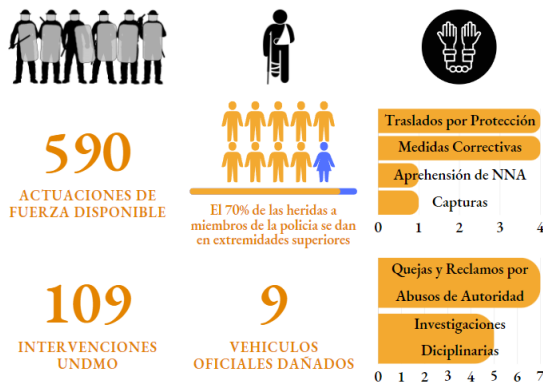 590
ACTUACIONES DE
FUERZA DISPONIBLE
El 70% de las heridas a
miembros de la policia se dan
en extremidades superiores
Traslados por Protección
Medidas Correctivas
Aprehensión de NNA
Capturas
0 1 2 3 4
109
INTERVENCIONES
UNDMO
9
VEHICULOS
OFICIALES DAÑADOS
Quejas y Reclamos por
Abusos de Autoridad
Investigaciones
Diciplinarias
0 1 2 3 4 5 6 7